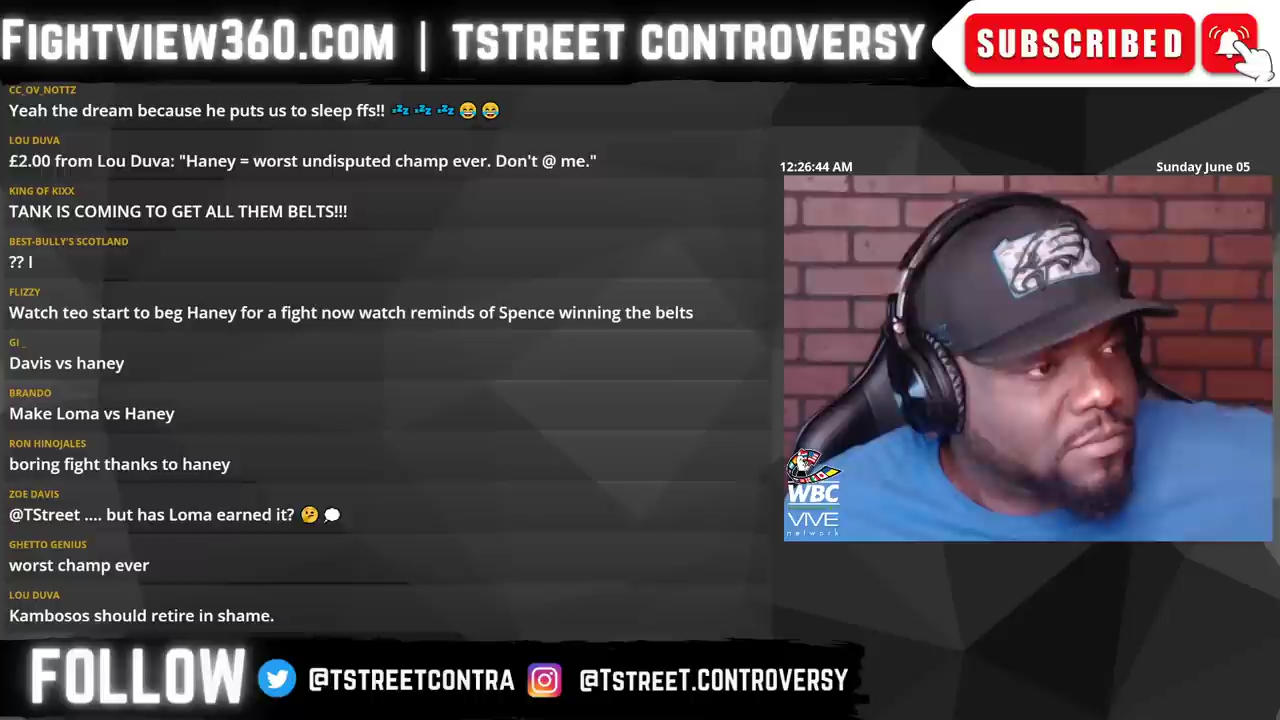 FIGHTVIEW360.COM | TSTREET CONTROVERSY
SUBSCRIBED
CC_OV_NOTTZ
Yeah the dream because he puts us to sleep ffs!! 💤 💤 💤 😂 😂
LOU DUVA
£2.00 from Lou Duva: "Haney = worst undisputed champ ever. Don't @ me."
12:26:44 AM
Sunday June 05
KING OF KIXX
TANK IS COMING TO GET ALL THEM BELTS!!!
BEST-BULLY'S SCOTLAND
?? I
FLIZZY
Watch teo start to beg Haney for a fight now watch reminds of Spence winning the belts
GI _
Davis vs haney
BRANDO
Make Loma vs Haney
RON HINOJALES
boring fight thanks to haney
ZOE DAVIS
@TStreet .... but has Loma earned it? 🤔 💭
GHETTO GENIUS
worst champ ever
LOU DUVA
Kambosos should retire in shame.
WBC
VIVE
network
FOLLOW @TSTREETCONTRA @TSTREET.CONTROVERSY